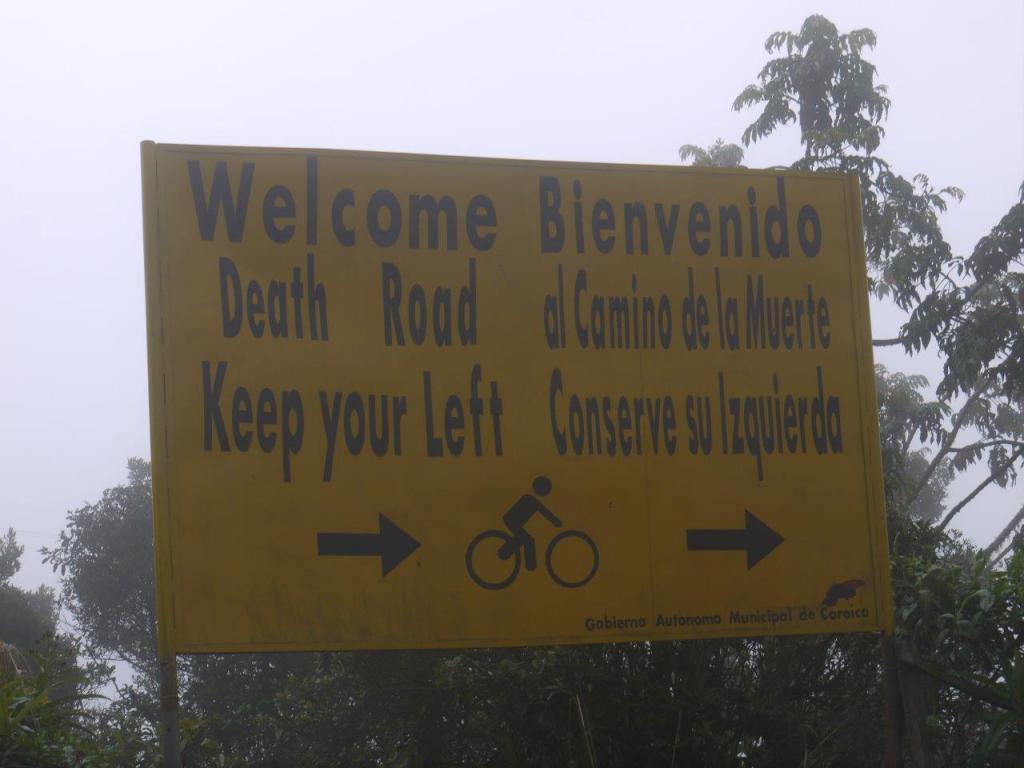 Welcome Bienvenido
Death Road al Camino de la Muerte
Keep your Left Conserve su Izquierda
Gobierno Autonomo Municipal de Coroico